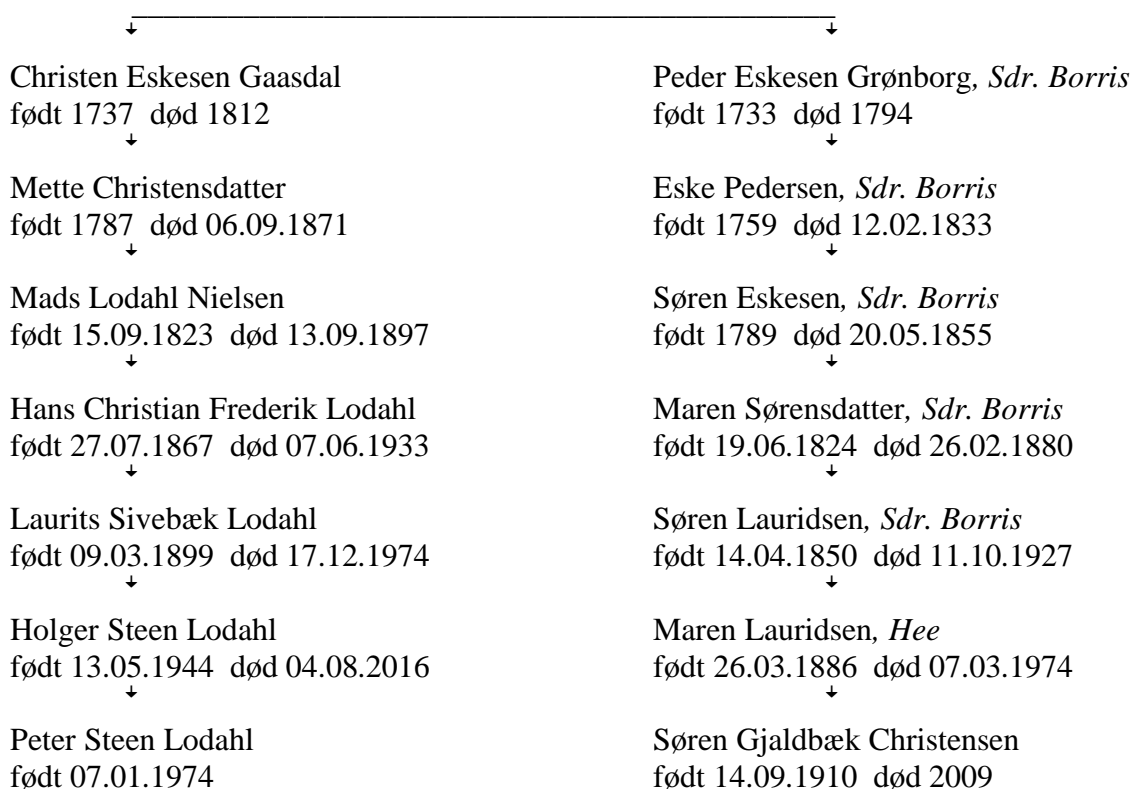 Christen Eskesen Gaasdal
født 1737 død 1812
Mette Christensdatter
født 1787 død 06.09.1871
Mads Lodahl Nielsen
født 15.09.1823 død 13.09.1897
Hans Christian Frederik Lodahl
født 27.07.1867 død 07.06.1933
Laurits Sivebæk Lodahl
født 09.03.1899 død 17.12.1974
Holger Steen Lodahl
født 13.05.1944 død 04.08.2016
Peter Steen Lodahl
født 07.01.1974
Peder Eskesen Grønborg, Sdr. Borris
født 1733 død 1794
Eske Pedersen, Sdr. Borris
født 1759 død 12.02.1833
Søren Eskesen, Sdr. Borris
født 1789 død 20.05.1855
Maren Sørensdatter, Sdr. Borris
født 19.06.1824 død 26.02.1880
Søren Lauridsen, Sdr. Borris
født 14.04.1850 død 11.10.1927
Maren Lauridsen, Hee
født 26.03.1886 død 07.03.1974
Søren Gjaldbæk Christensen
født 14.09.1910 død 2009